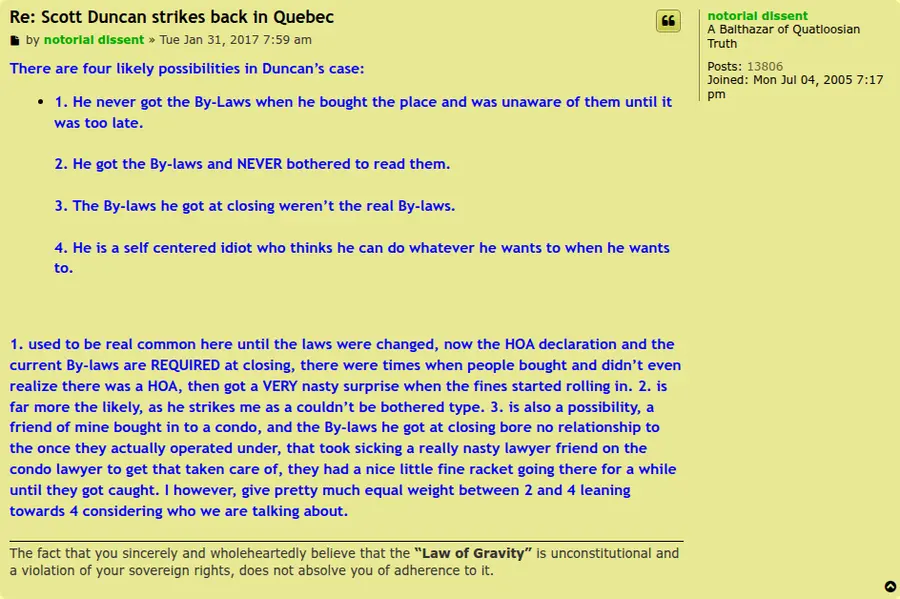 Re: Scott Duncan strikes back in Quebec
by notorial dissent » Tue Jan 31, 2017 7:59 am
There are four likely possibilities in Duncan’s case:
• 1. He never got the By-Laws when he bought the place and was unaware of them until it
was too late.
2. He got the By-laws and NEVER bothered to read them.
3. The By-laws he got at closing weren’t the real By-laws.
4. He is a self centered idiot who thinks he can do whatever he wants to when he wants
to.
1. used to be real common here until the laws were changed, now the HOA declaration and the
current By-laws are REQUIRED at closing, there were times when people bought and didn’t even
realize there was a HOA, then got a VERY nasty surprise when the fines started rolling in. 2. is
far more the likely, as he strikes me as a couldn’t be bothered type. 3. is also a possibility, a
friend of mine bought in to a condo, and the By-laws he got at closing bore no relationship to
the once they actually operated under, that took sicking a really nasty lawyer friend on the
condo lawyer to get that taken care of, they had a nice little fine racket going there for a while
until they got caught. I however, give pretty much equal weight between 2 and 4 leaning
towards 4 considering who we are talking about.
The fact that you sincerely and wholeheartedly believe that the “Law of Gravity” is unconstitutional and
a violation of your sovereign rights, does not absolve you of adherence to it.
notorial dissent
A Balthazar of Quatloosian
Truth
Posts: 13806
Joined: Mon Jul 04, 2005 7:17
pm